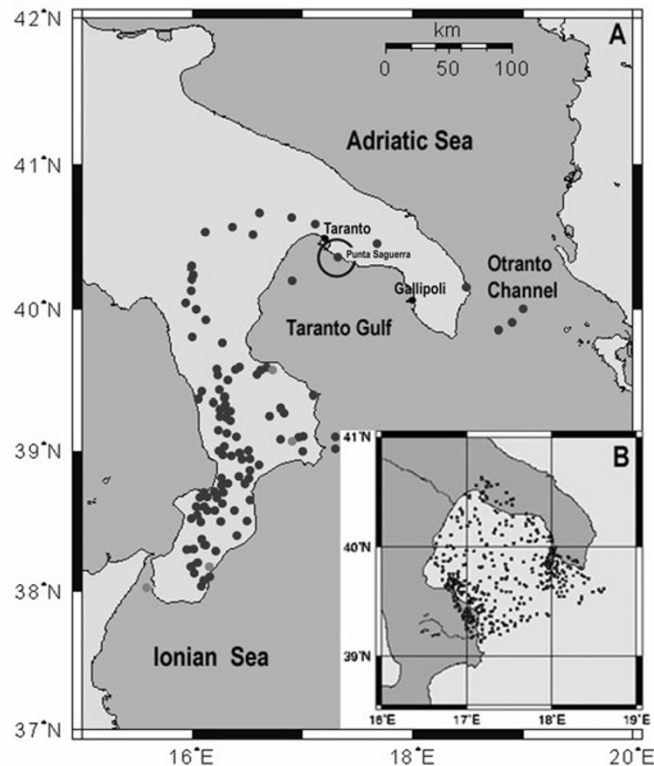 42°N
A
km
0 50 100
Adriatic Sea
41°N
Taranto
Punta Saguerra
Otranto
Channel
40°N
Gallipoli
Taranto Gulf
39°N
41°N
B
40°N
38°N
39°N
Ionian Sea
37°N
16°E 17°E 18°E 19°E
16°E 18°E 20°E